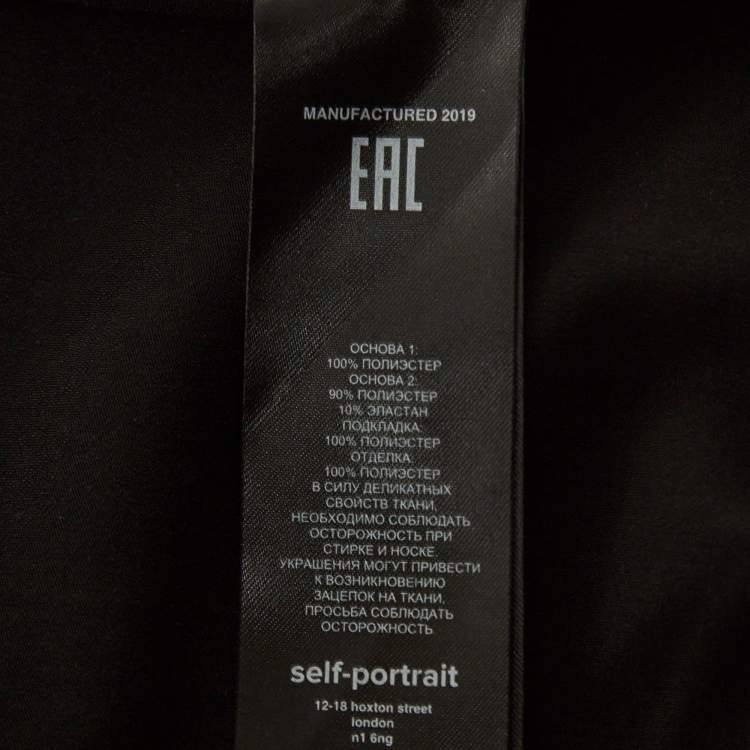 MANUFACTURED 2019
EAC
ОСНОВА 1:
100% ПОЛИЭСТЕР
ОСНОВА 2:
90% ПОЛИЭСТЕР
10% ЭЛАСТАН
ПОДКЛАДКА:
100% ПОЛИЭСТЕР
ОТДЕЛКА:
100% ПОЛИЭСТЕР
В СИЛУ ДЕЛИКАТНЫХ
СВОЙСТВ ТКАНИ,
НЕОБХОДИМО СОБЛЮДАТЬ
ОСТОРОЖНОСТЬ ПРИ
СТИРКЕ И НОСКЕ.
УКРАШЕНИЯ МОГУТ ПРИВЕСТИ
К ВОЗНИКНОВЕНИЮ
ЗАЦЕПОК НА ТКАНИ,
ПРОСЬБА СОБЛЮДАТЬ
ОСТОРОЖНОСТЬ.
self-portrait
12-18 hoxton street
london
n1 6ng